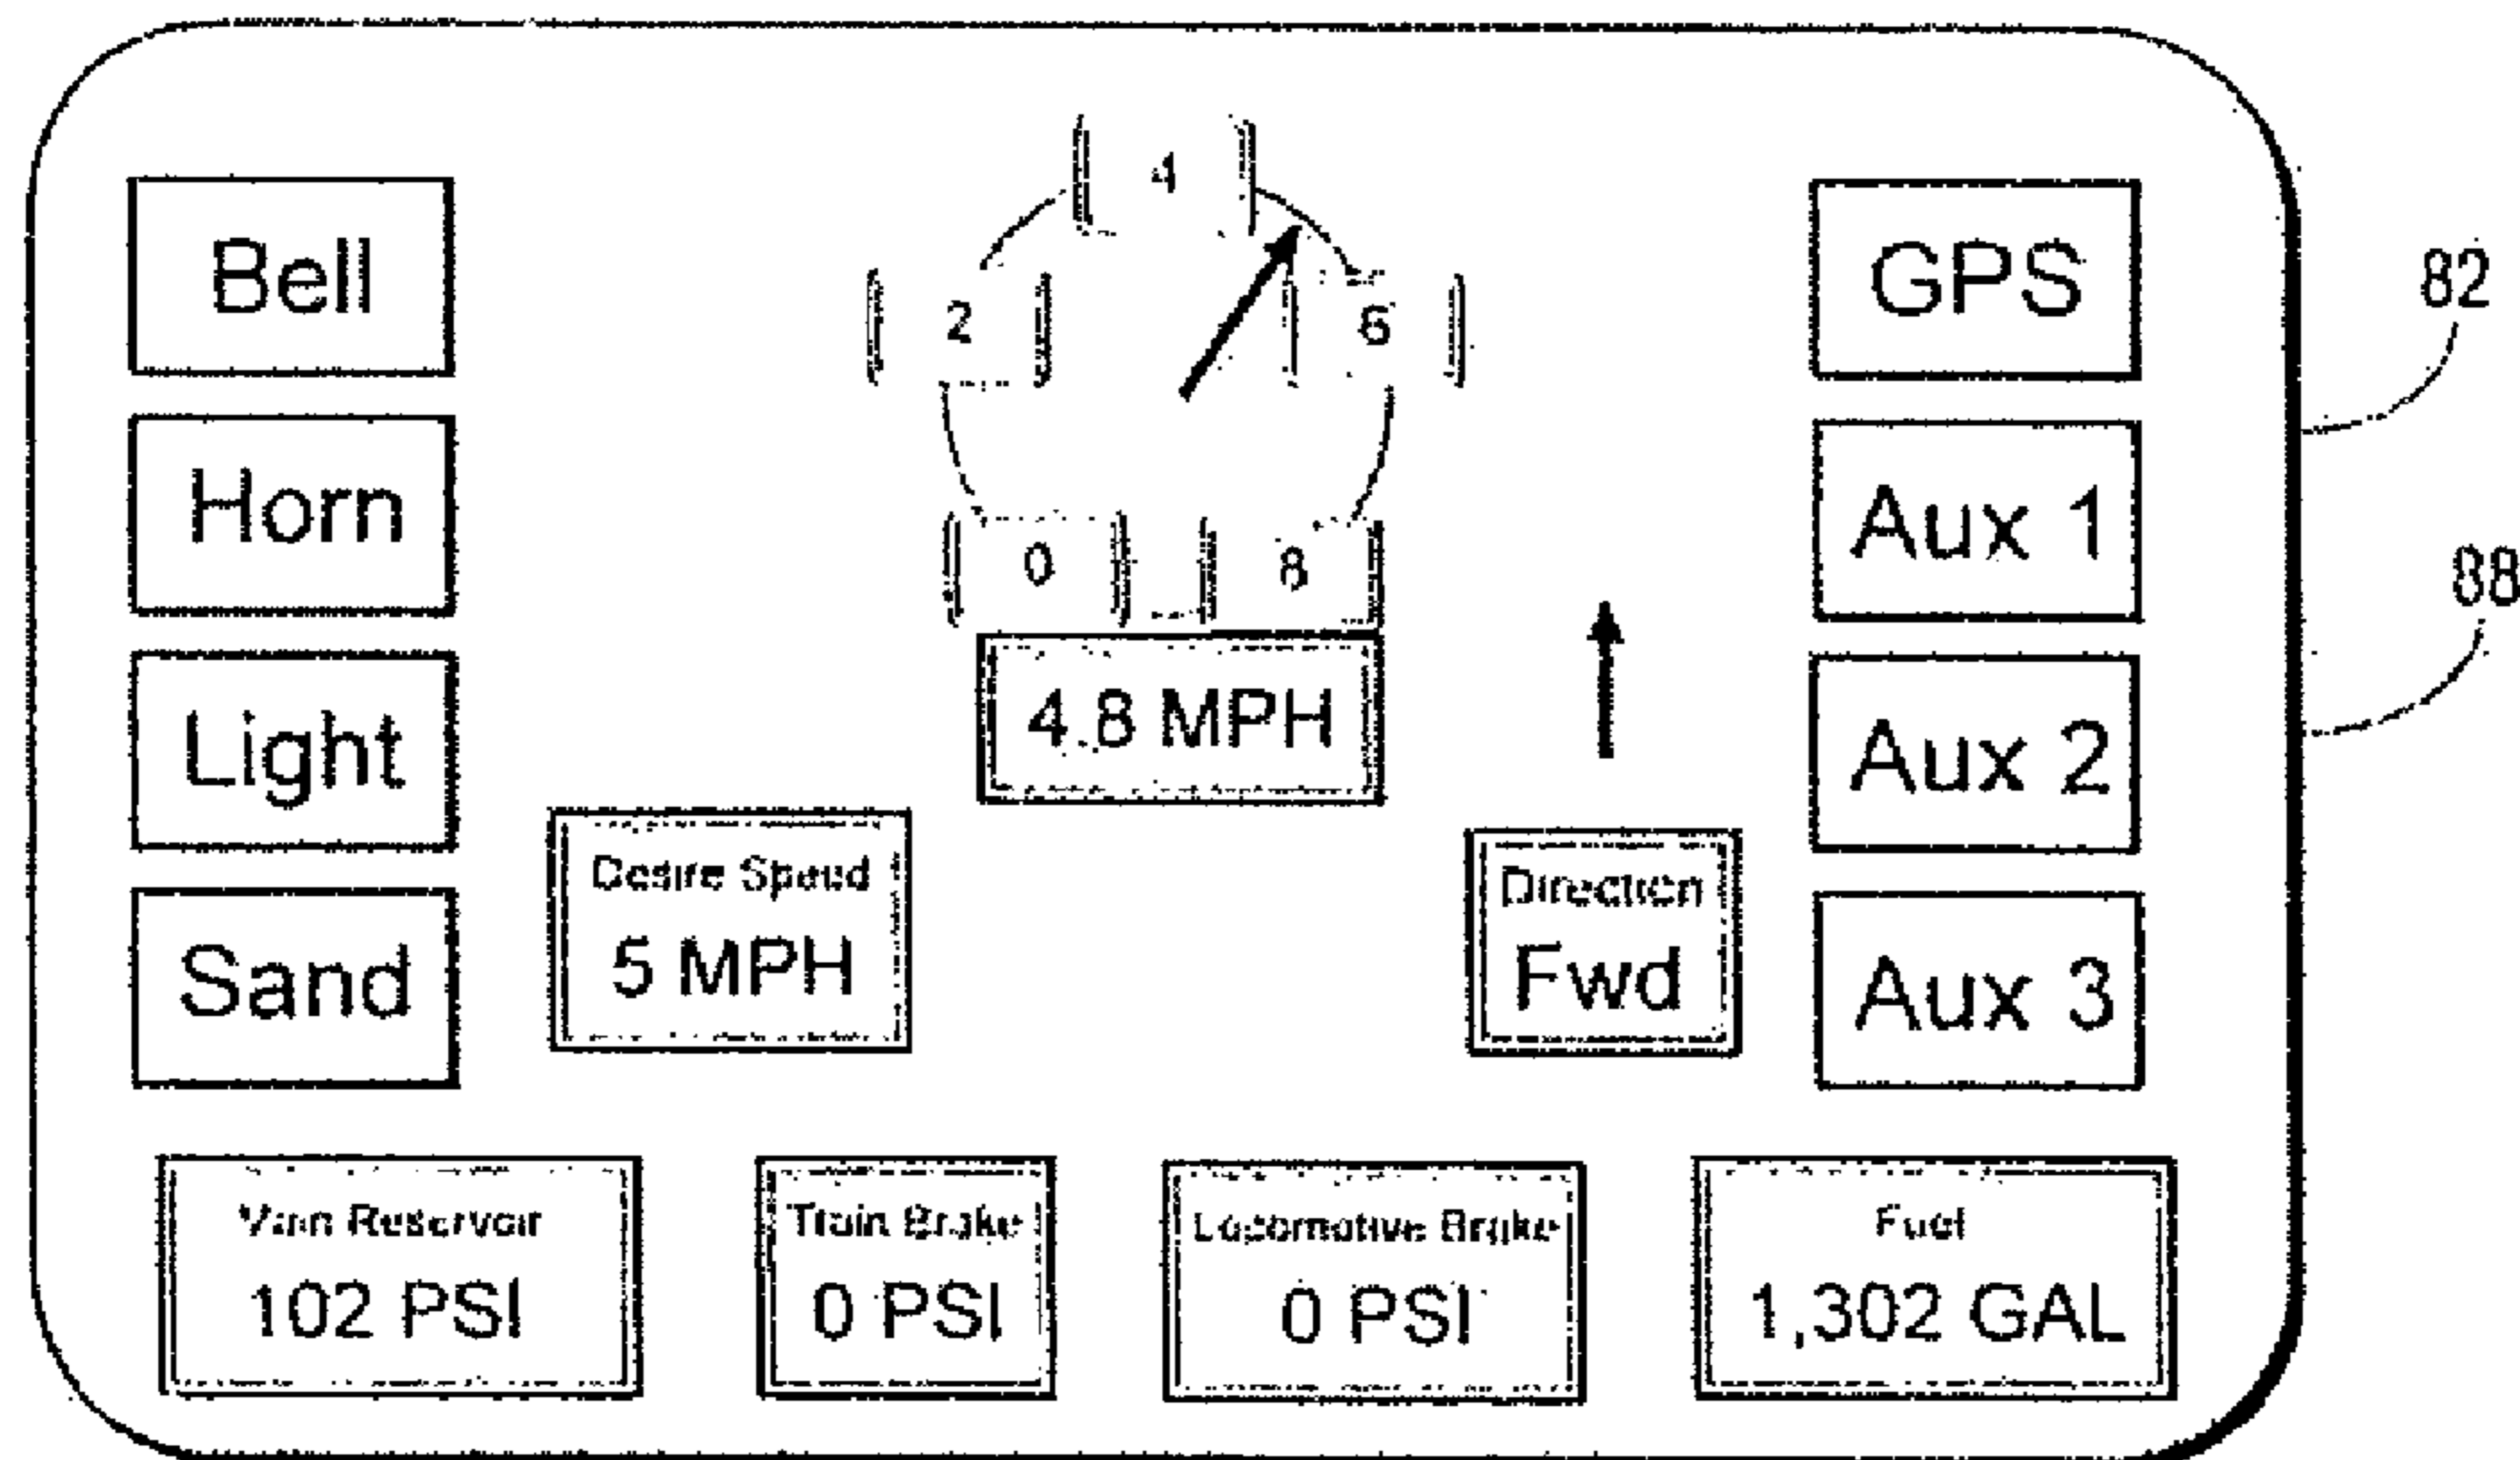 Bell
Horn
Light
Sand
4
2
6
0
8
4.8 MPH
Desire Speed
5 MPH
Direction
Fwd
GPS
Aux 1
Aux 2
Aux 3
82
88
Main Reservoir
102 PSI
Train Brake
0 PSI
Locomotive Brake
0 PSI
Fuel
1,302 GAL